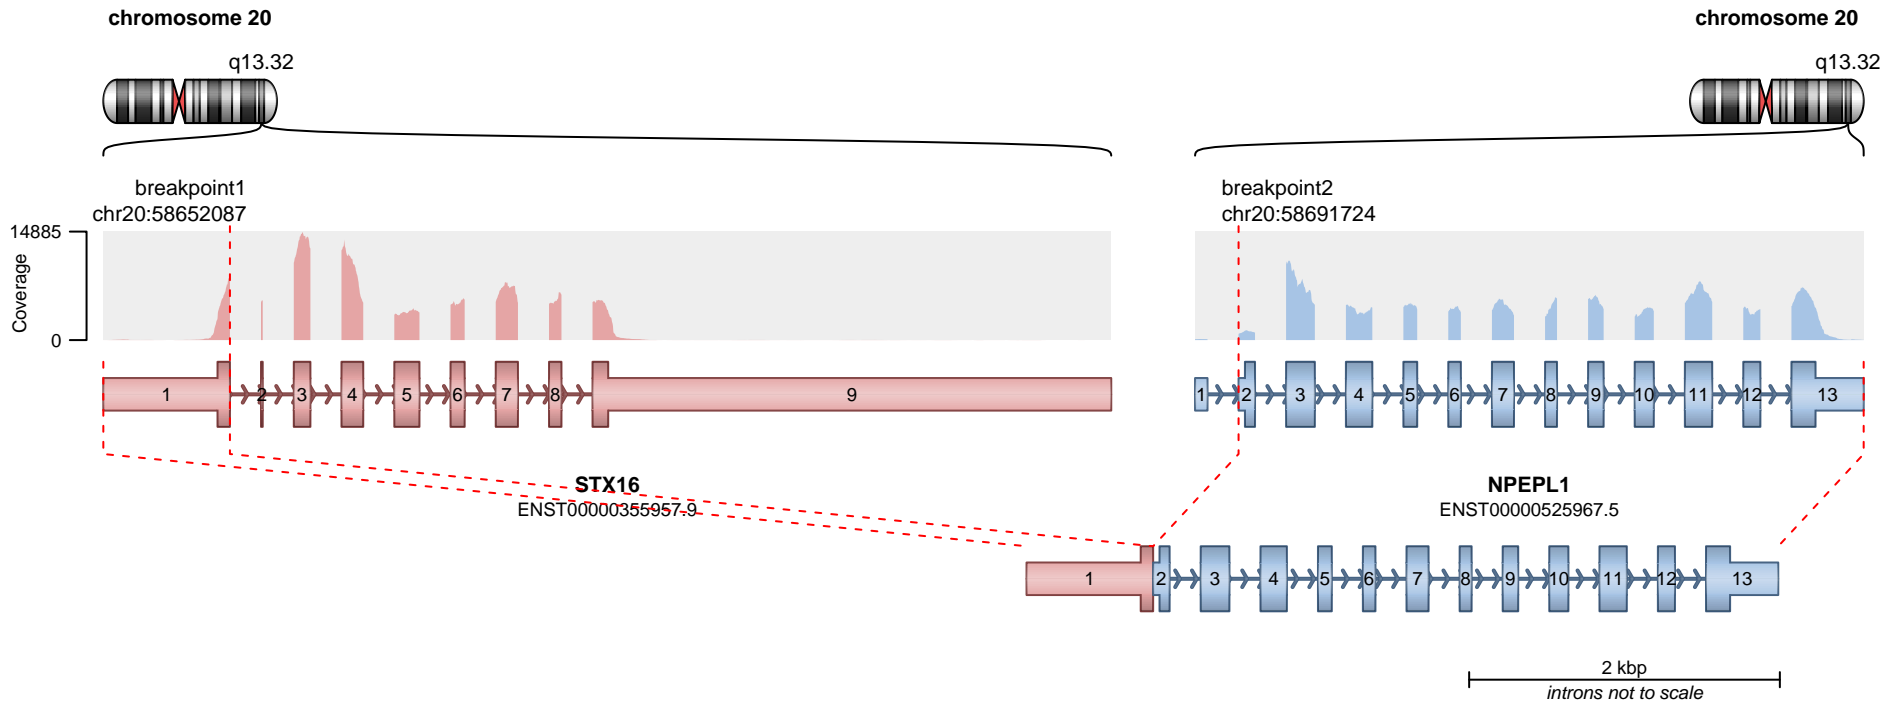 chromosome 20
chromosome 20
q13.32
q13.32
breakpoint1
chr20:58652087
breakpoint2
chr20:58691724
14885
0
Coverage
1 2 3 4 5 6 7 8 9
1 2 3 4 5 6 7 8 9 10 11 12 13
STX16
ENST00000355957.9
NPEPL1
ENST00000525967.5
1 2 3 4 5 6 7 8 9 10 11 12 13
2 kbp
introns not to scale